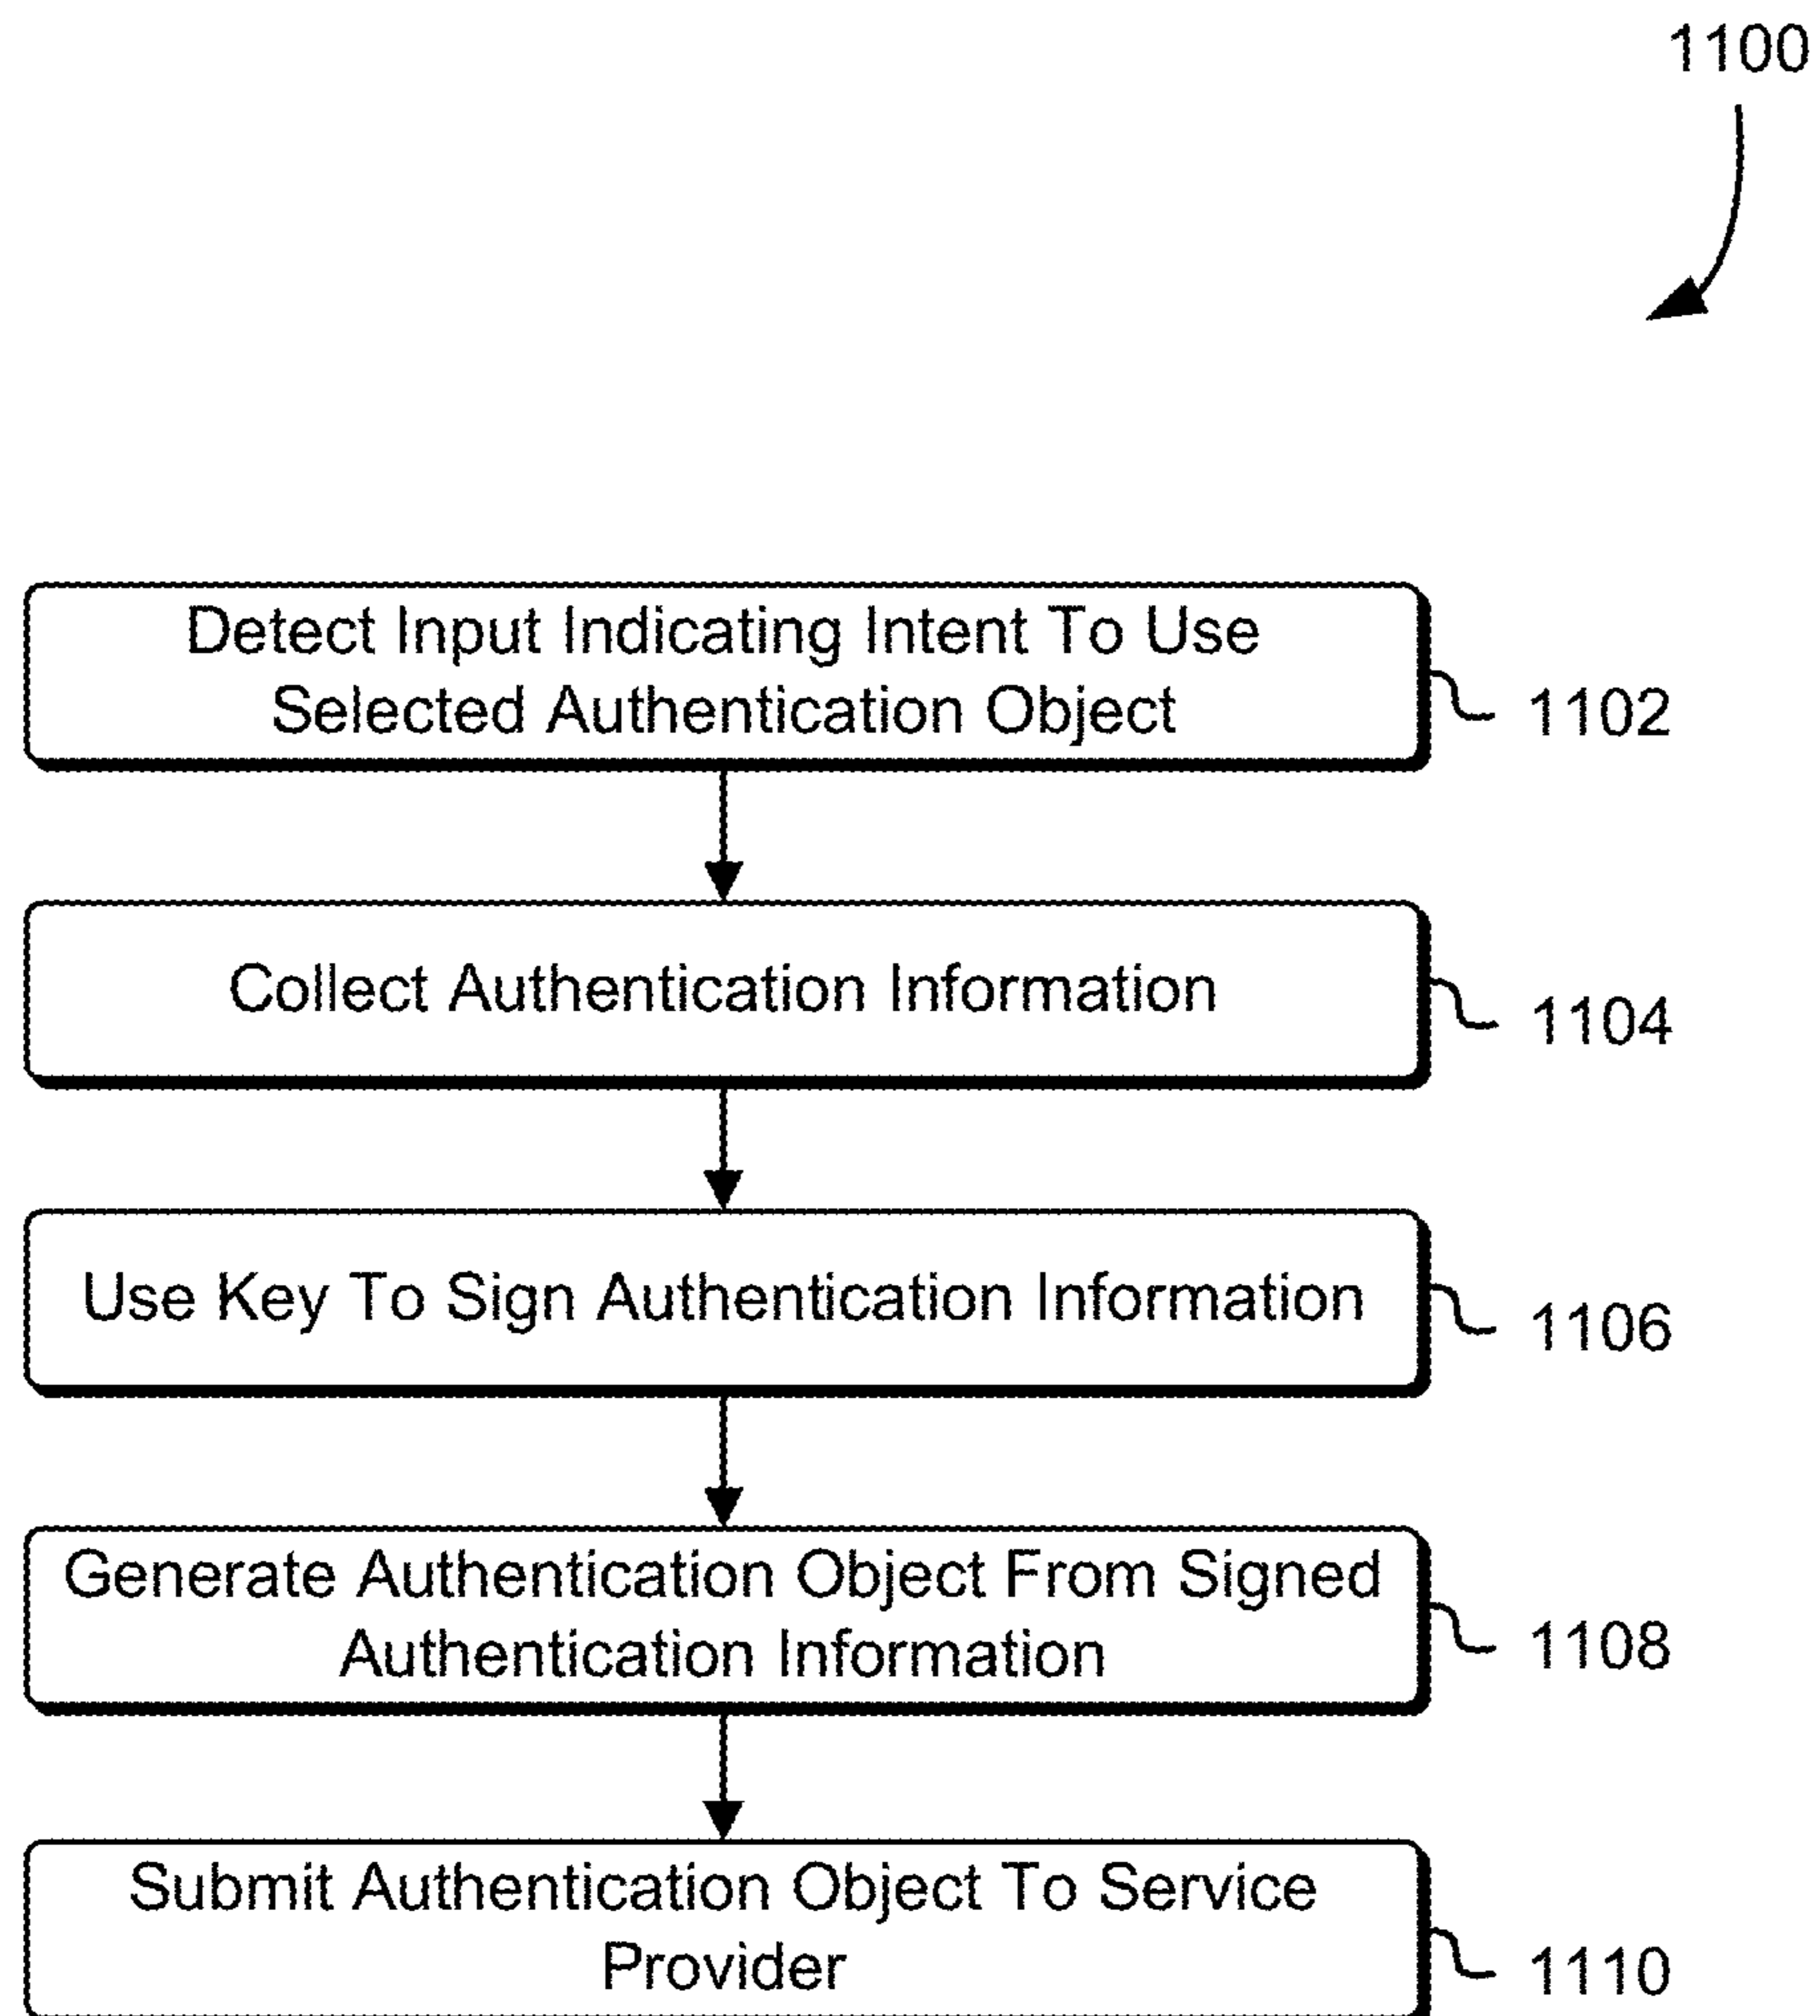 1100
Detect Input Indicating Intent To Use
Selected Authentication Object
1102
Collect Authentication Information
1104
Use Key To Sign Authentication Information
1106
Generate Authentication Object From Signed
Authentication Information
1108
Submit Authentication Object To Service
Provider
1110